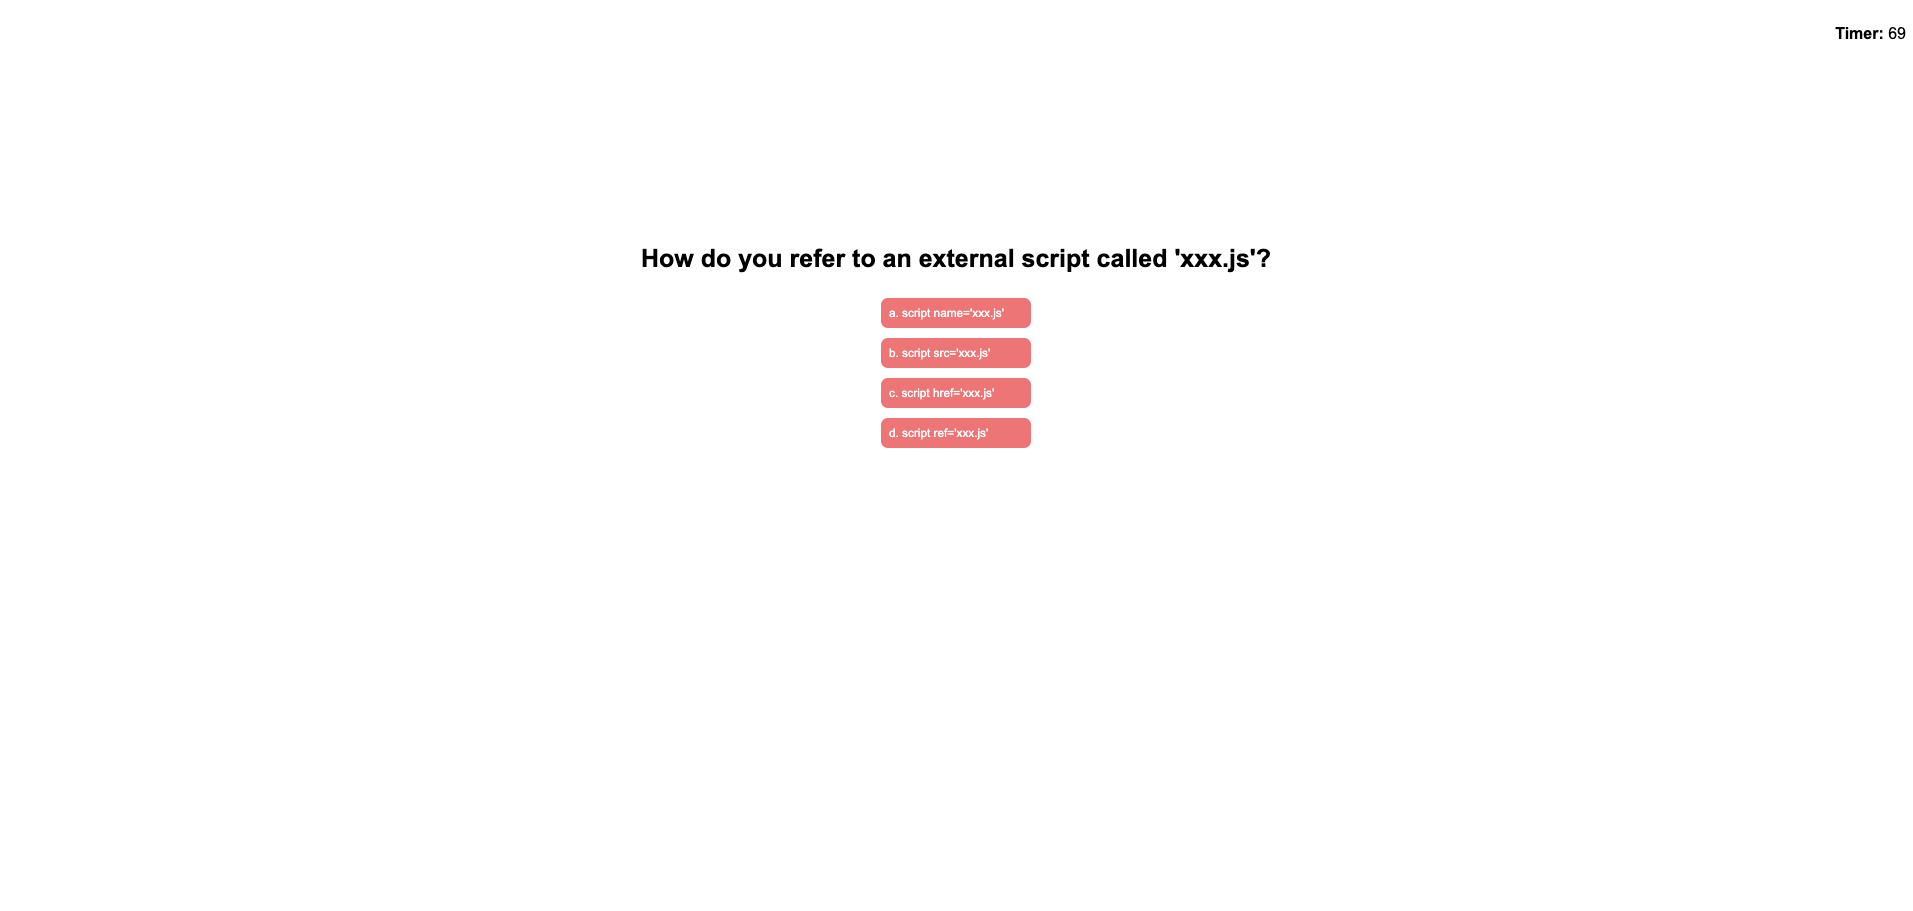 Timer: 69
How do you refer to an external script called 'xxx.js'?
a. script name='xxx.js'
b. script src='xxx.js'
c. script href='xxx.js'
d. script ref='xxx.js'